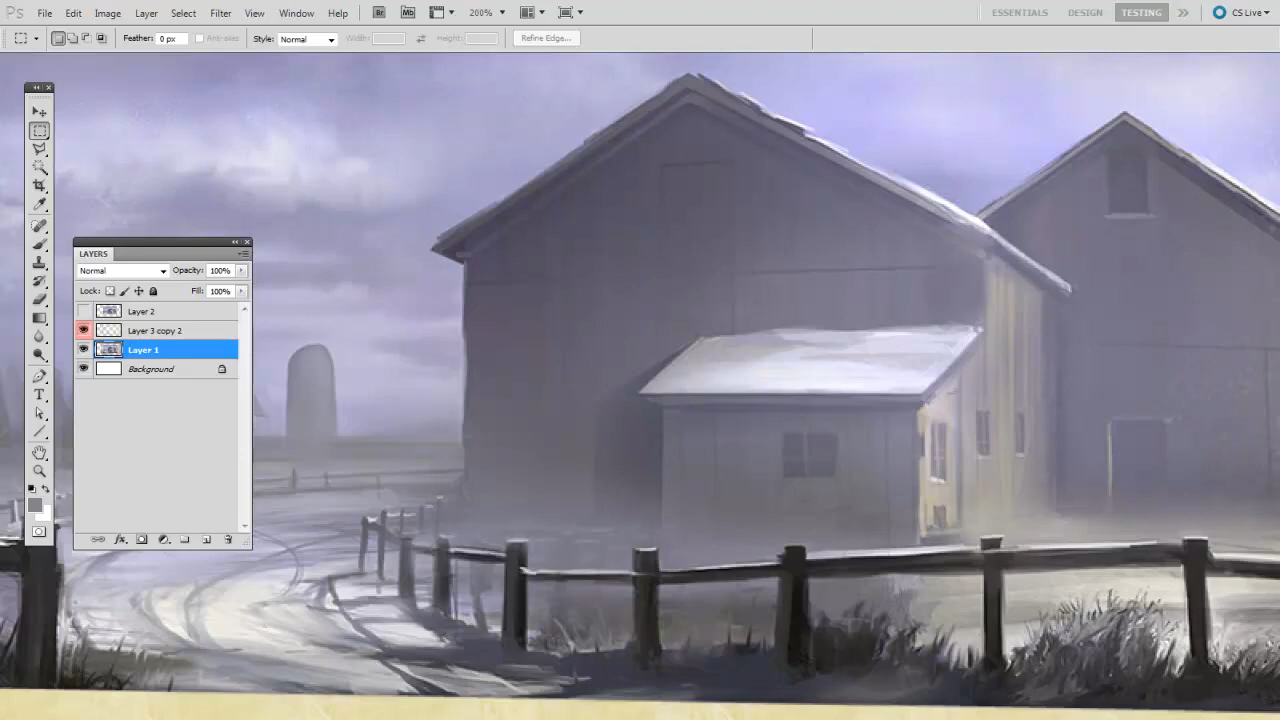 Ps File Edit Image Layer Select Filter View Window Help Br Mb 200% ESSENTIALS DESIGN TESTING CS Live
Feather: 0 px Anti-alias Style: Normal Width: Height: Refine Edge...
LAYERS
Normal Opacity: 100%
Lock: Fill: 100%
Layer 2
Layer 3 copy 2
Layer 1
Background
fx
T